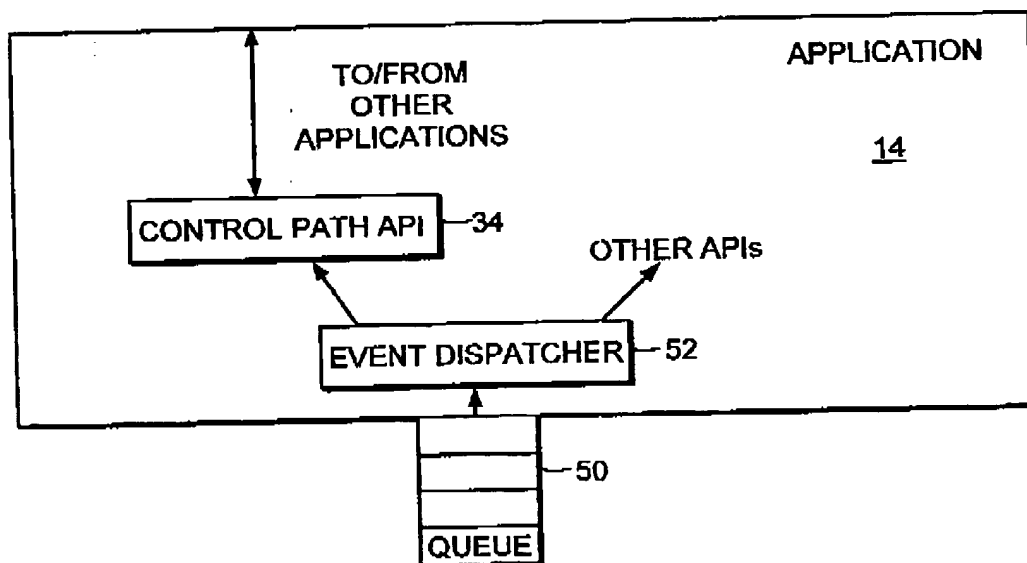 APPLICATION
14
TO/FROM
OTHER
APPLICATIONS
CONTROL PATH API
34
OTHER APIs
EVENT DISPATCHER
52
50
QUEUE